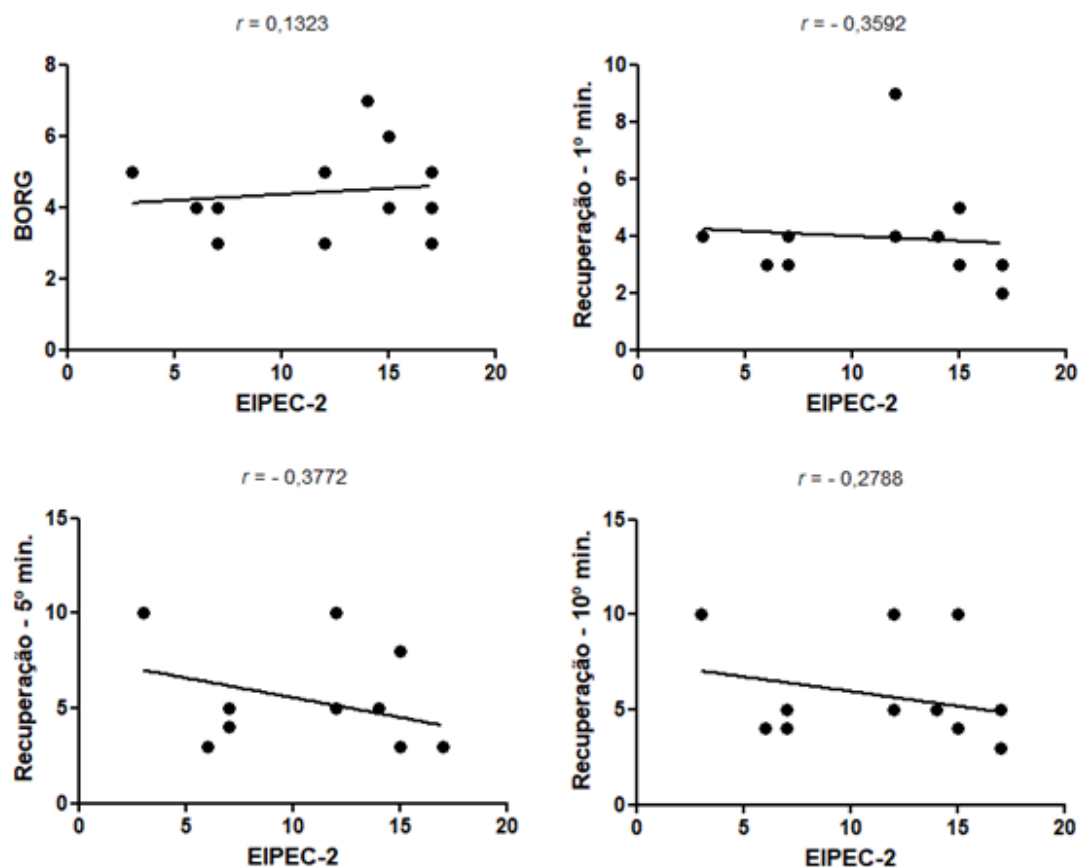 r = 0,1323
BORG
8
6
4
2
0
0 5 10 15 20
EIPEC-2
r = - 0,3592
Recuperação - 1º min.
10
8
6
4
2
0
0 5 10 15 20
EIPEC-2
r = - 0,3772
Recuperação - 5º min.
15
10
5
0
0 5 10 15 20
EIPEC-2
r = - 0,2788
Recuperação - 10º min.
15
10
5
0
0 5 10 15 20
EIPEC-2